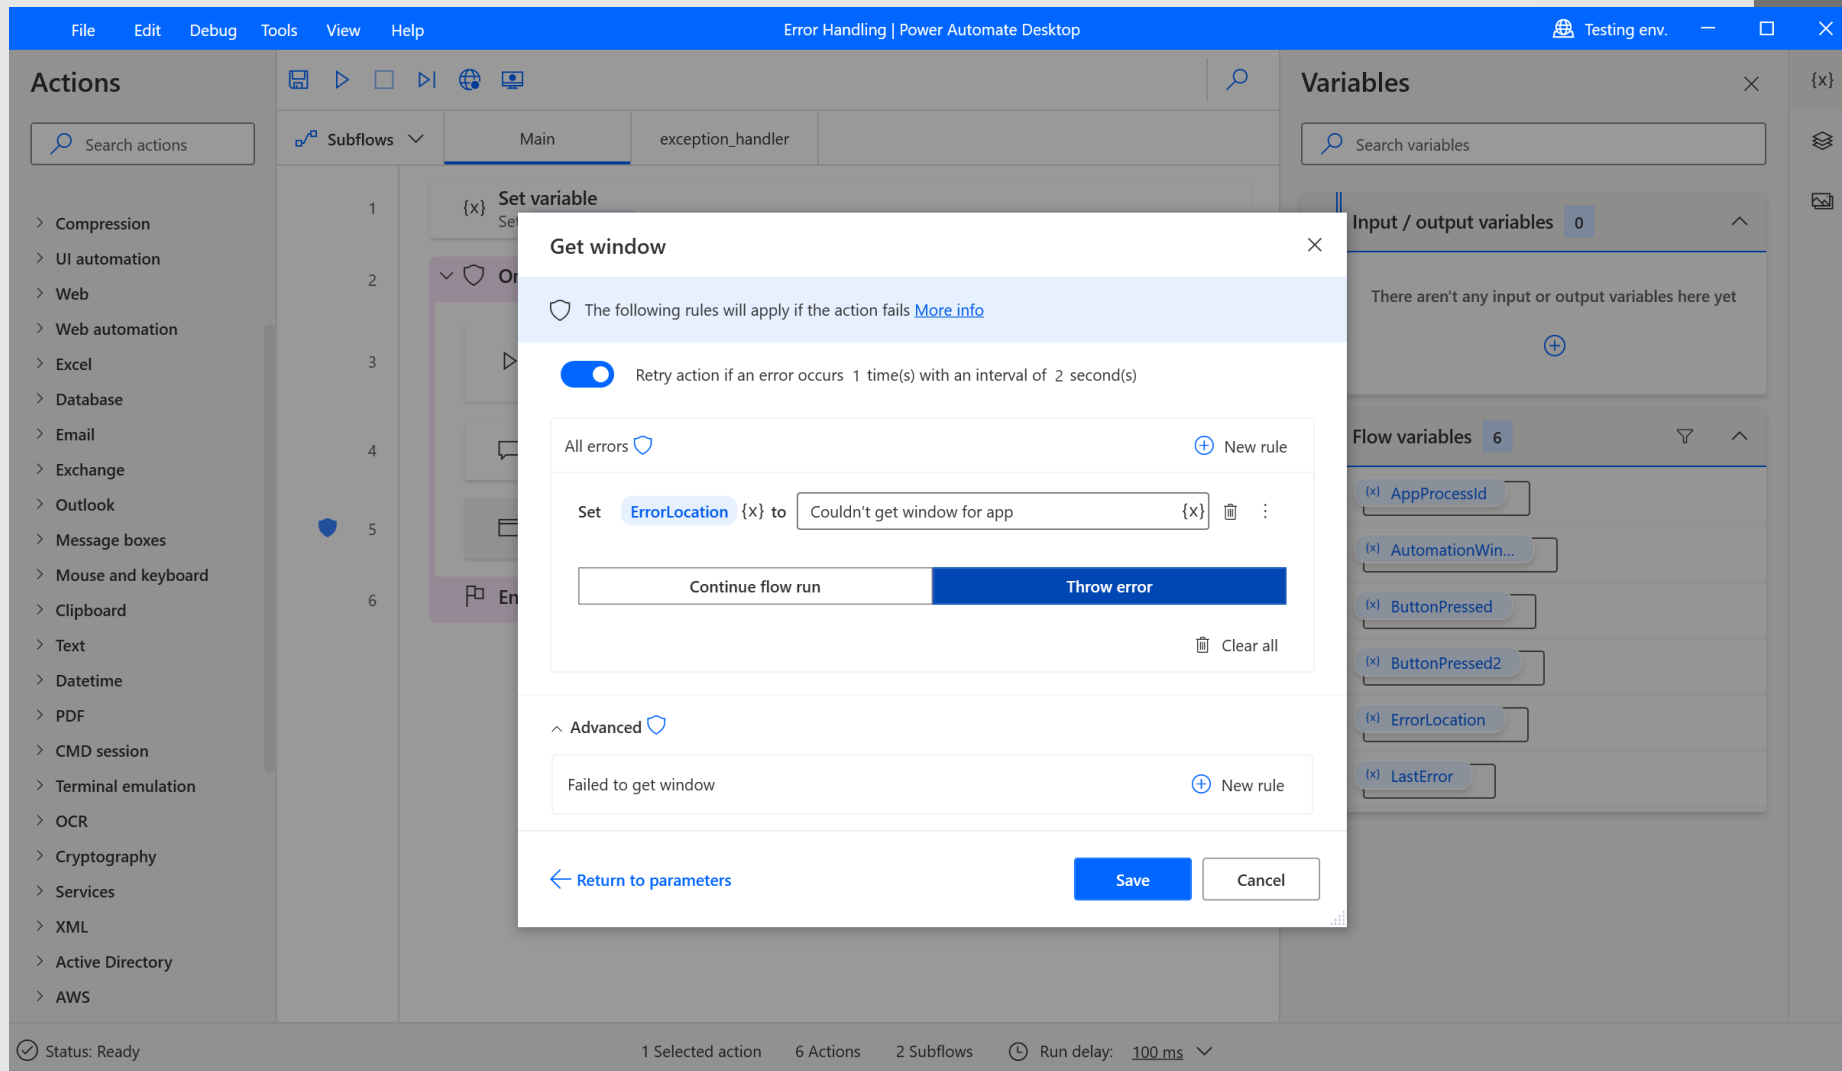 File Edit Debug Tools View Help
Error Handling | Power Automate Desktop
Testing env.
Actions
Search actions
Compression
UI automation
Web
Web automation
Excel
Database
Email
Exchange
Outlook
Message boxes
Mouse and keyboard
Clipboard
Text
Datetime
PDF
CMD session
Terminal emulation
OCR
Cryptography
Services
XML
Active Directory
AWS
Subflows
Main
exception_handler
1
{x} Set variable
Set
2
3
4
5
6
Get window
The following rules will apply if the action fails More info
Retry action if an error occurs 1 time(s) with an interval of 2 second(s)
All errors
New rule
Set ErrorLocation {x} to Couldn't get window for app {x}
Continue flow run
Throw error
Clear all
Advanced
Failed to get window
New rule
Return to parameters
Save
Cancel
Variables
{x}
Search variables
Input / output variables 0
There aren't any input or output variables here yet
Flow variables 6
{x} AppProcessId
{x} AutomationWin...
{x} ButtonPressed
{x} ButtonPressed2
{x} ErrorLocation
{x} LastError
Status: Ready
1 Selected action
6 Actions
2 Subflows
Run delay: 100 ms